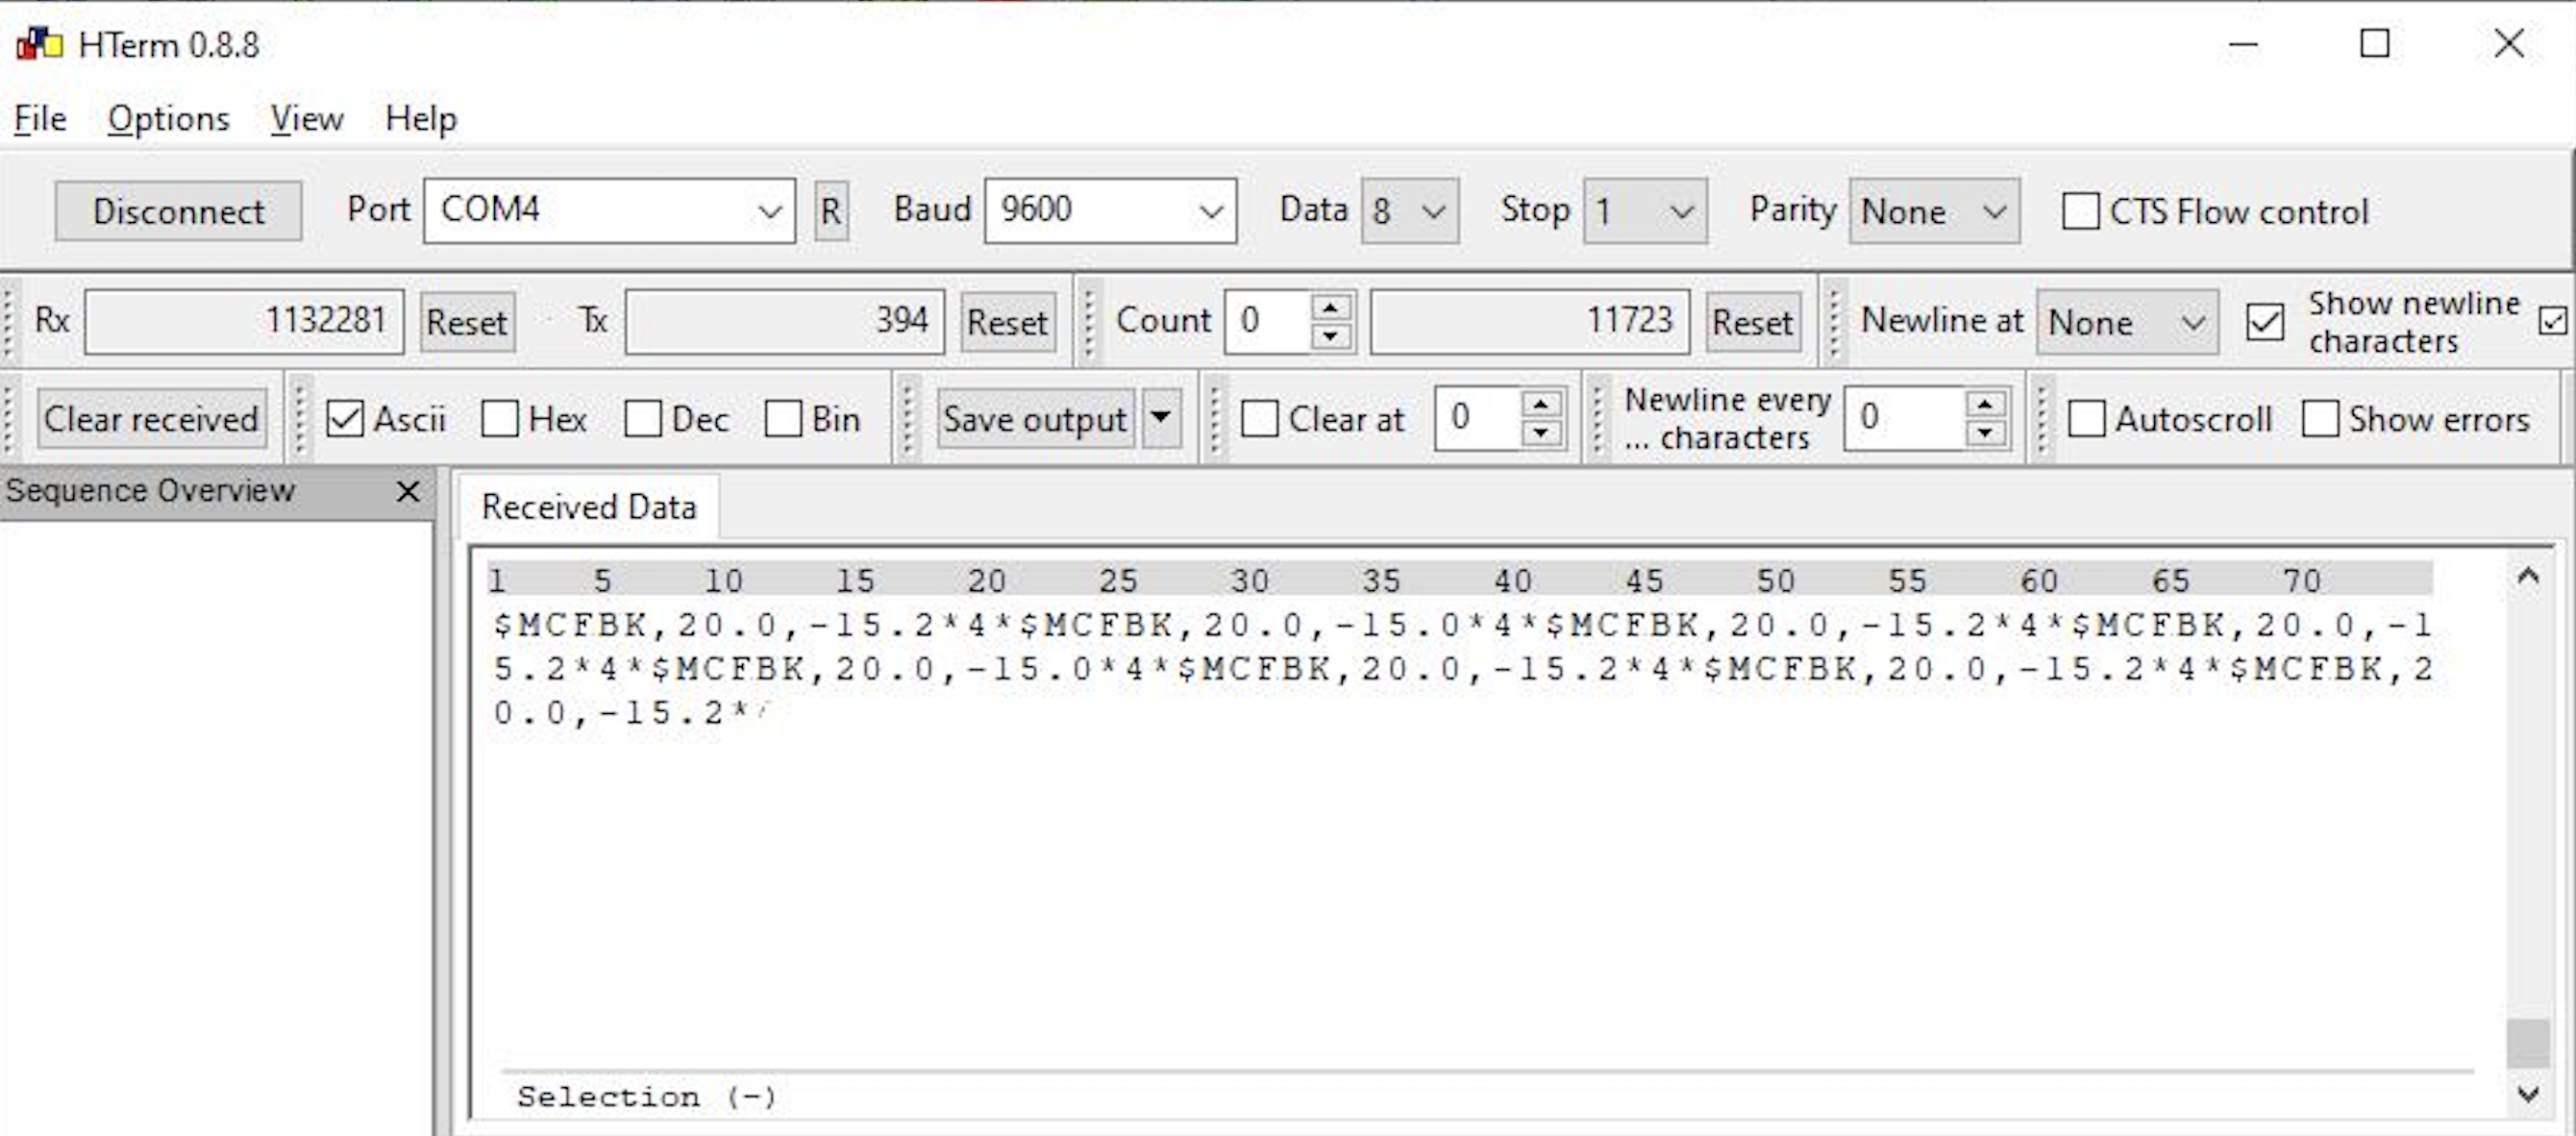 HTerm 0.8.8
File Options View Help
Disconnect Port COM4 R Baud 9600 Data 8 Stop 1 Parity None CTS Flow control
Rx 1132281 Reset Tx 394 Reset Count 0 11723 Reset Newline at None Show newline characters
Clear received Ascii Hex Dec Bin Save output Clear at 0 Newline every ... characters 0 Autoscroll Show errors
Sequence Overview
Received Data
1 5 10 15 20 25 30 35 40 45 50 55 60 65 70
$MCFBK,20.0,-15.2*4*$MCFBK,20.0,-15.0*4*$MCFBK,20.0,-15.2*4*$MCFBK,20.0,-1
5.2*4*$MCFBK,20.0,-15.0*4*$MCFBK,20.0,-15.2*4*$MCFBK,20.0,-15.2*4*$MCFBK,2
0.0,-15.2*
Selection (-)